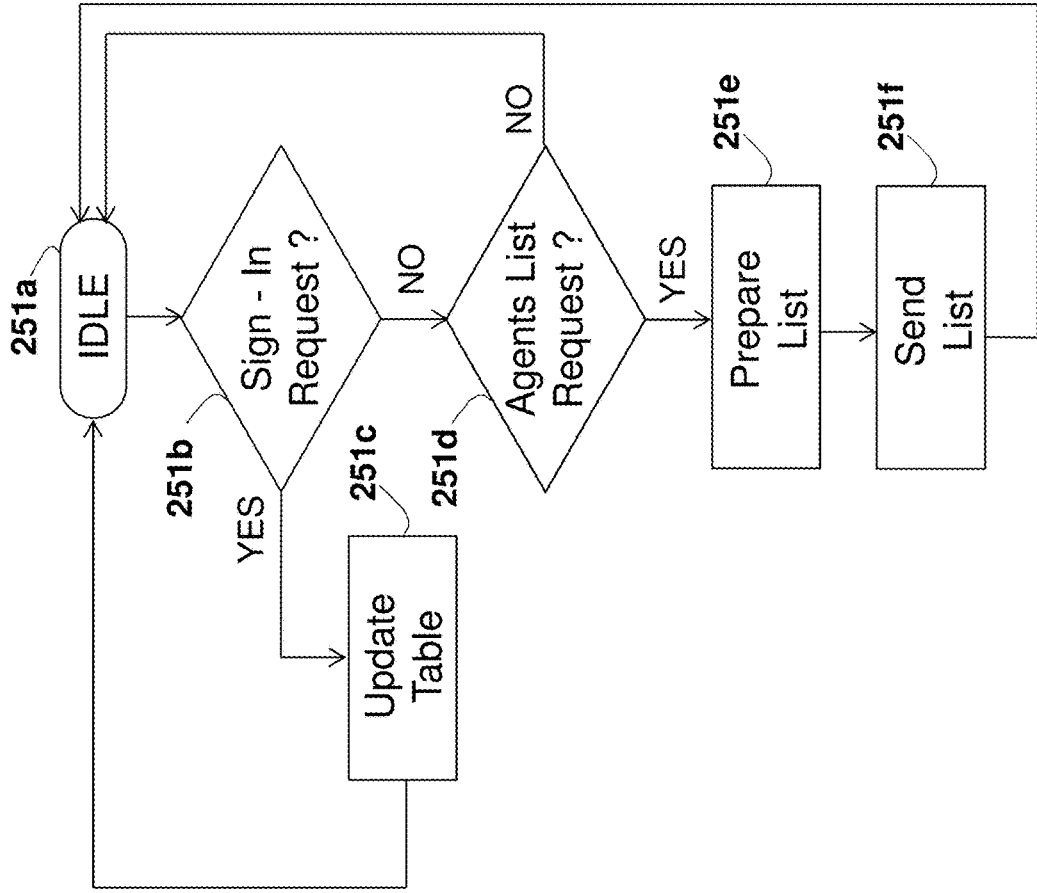 251a
IDLE
251b
Sign - In
Request ?
YES
NO
251c
Update
Table
251d
Agents List
Request ?
NO
YES
251e
Prepare
List
251f
Send
List